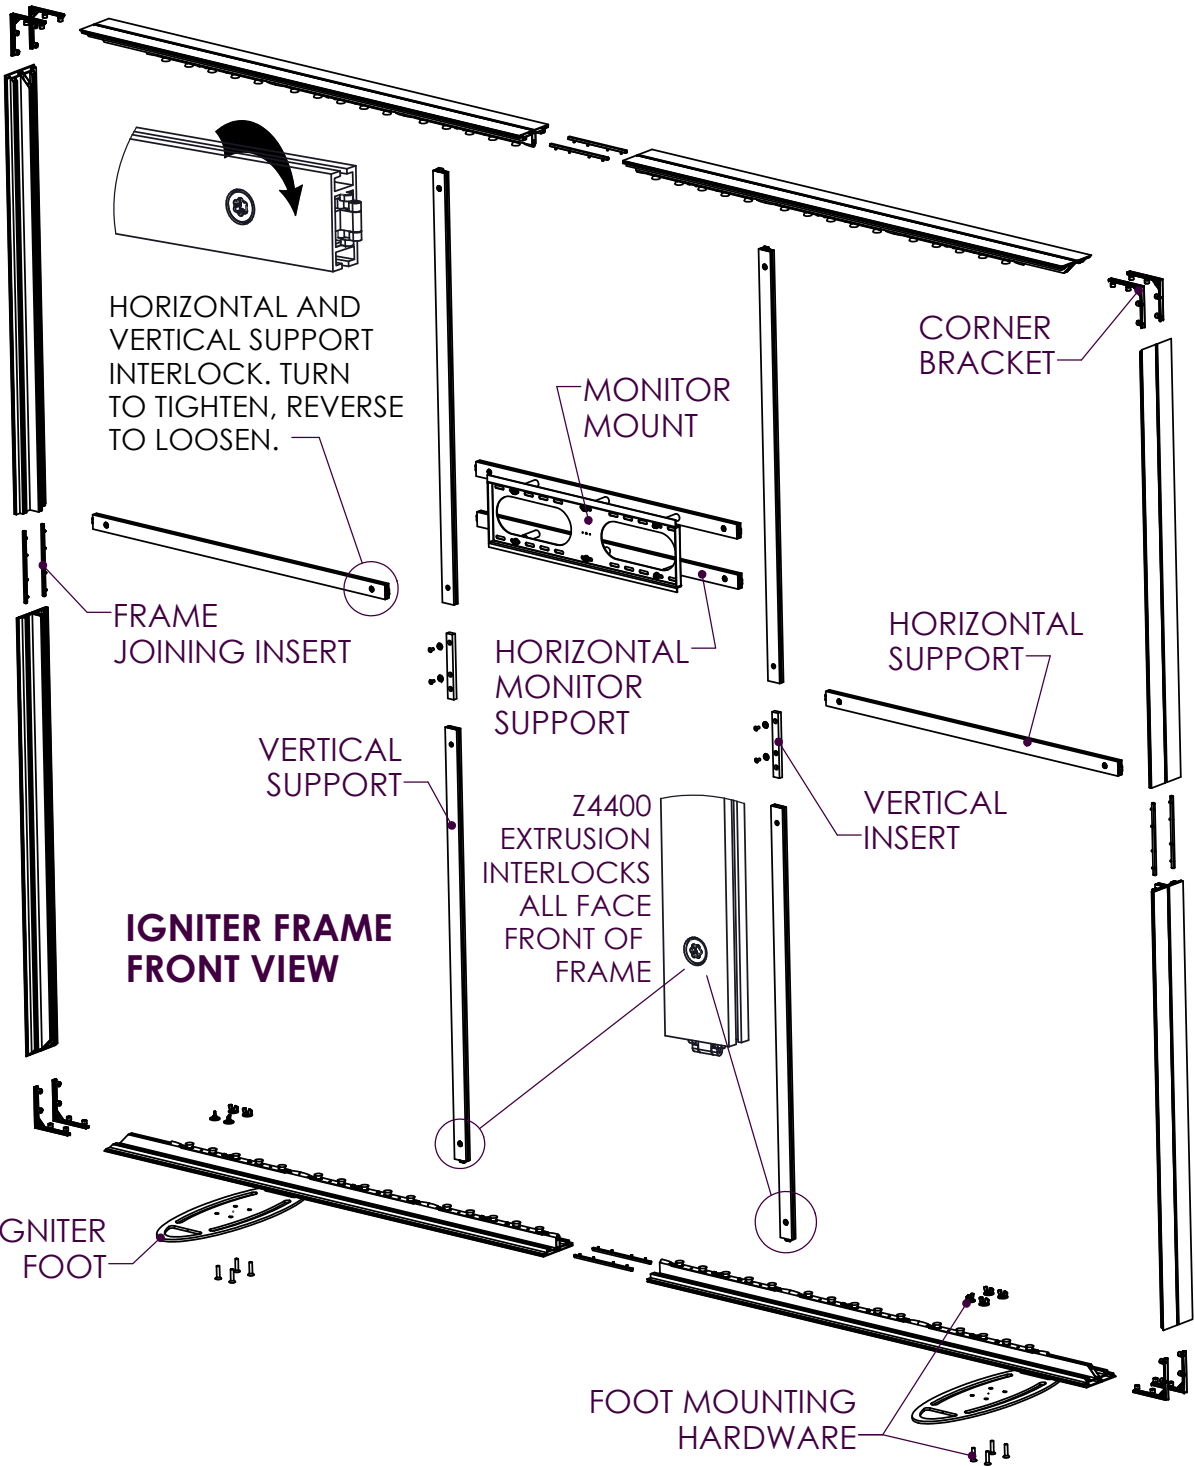 HORIZONTAL AND
VERTICAL SUPPORT
INTERLOCK. TURN
TO TIGHTEN, REVERSE
TO LOOSEN.
CORNER
BRACKET
MONITOR
MOUNT
FRAME
JOINING INSERT
HORIZONTAL
MONITOR
SUPPORT
HORIZONTAL
SUPPORT
VERTICAL
SUPPORT
Z4400
EXTRUSION
INTERLOCKS
ALL FACE
FRONT OF
FRAME
VERTICAL
INSERT
IGNITER FRAME
FRONT VIEW
GNITER
FOOT
FOOT MOUNTING
HARDWARE